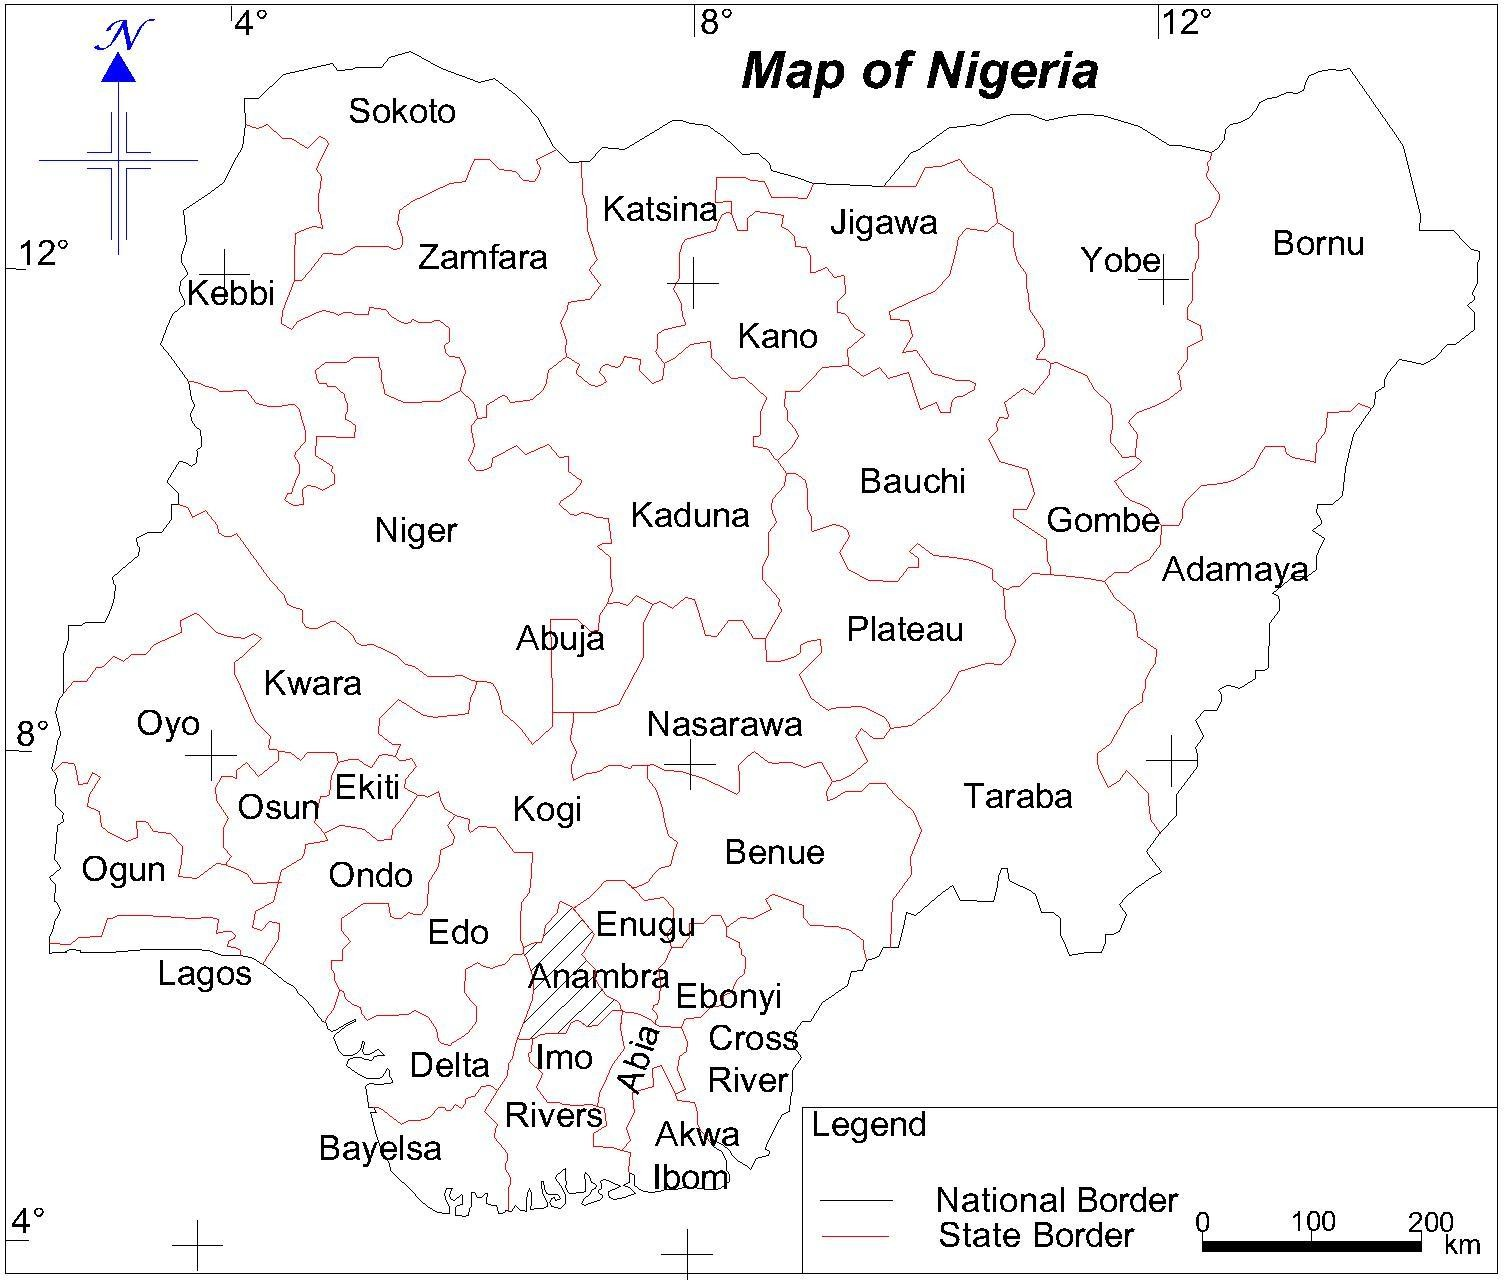 N
4°
8°
12°
Map of Nigeria
Sokoto
Katsina
Jigawa
Zamfara
12°
Yobe
Bornu
Kebbi
Kano
Bauchi
Kaduna
Gombe
Niger
Adamaya
Abuja
Plateau
Kwara
Oyo
Nasarawa
8°
Ekiti
Osun
Kogi
Taraba
Benue
Ogun
Ondo
Enugu
Edo
Lagos
Anambra
Ebonyi
Cross
River
Imo
Abia
Delta
Rivers
Akwa
Ibom
Bayelsa
Legend
National Border
State Border
0 100 200
km
4°